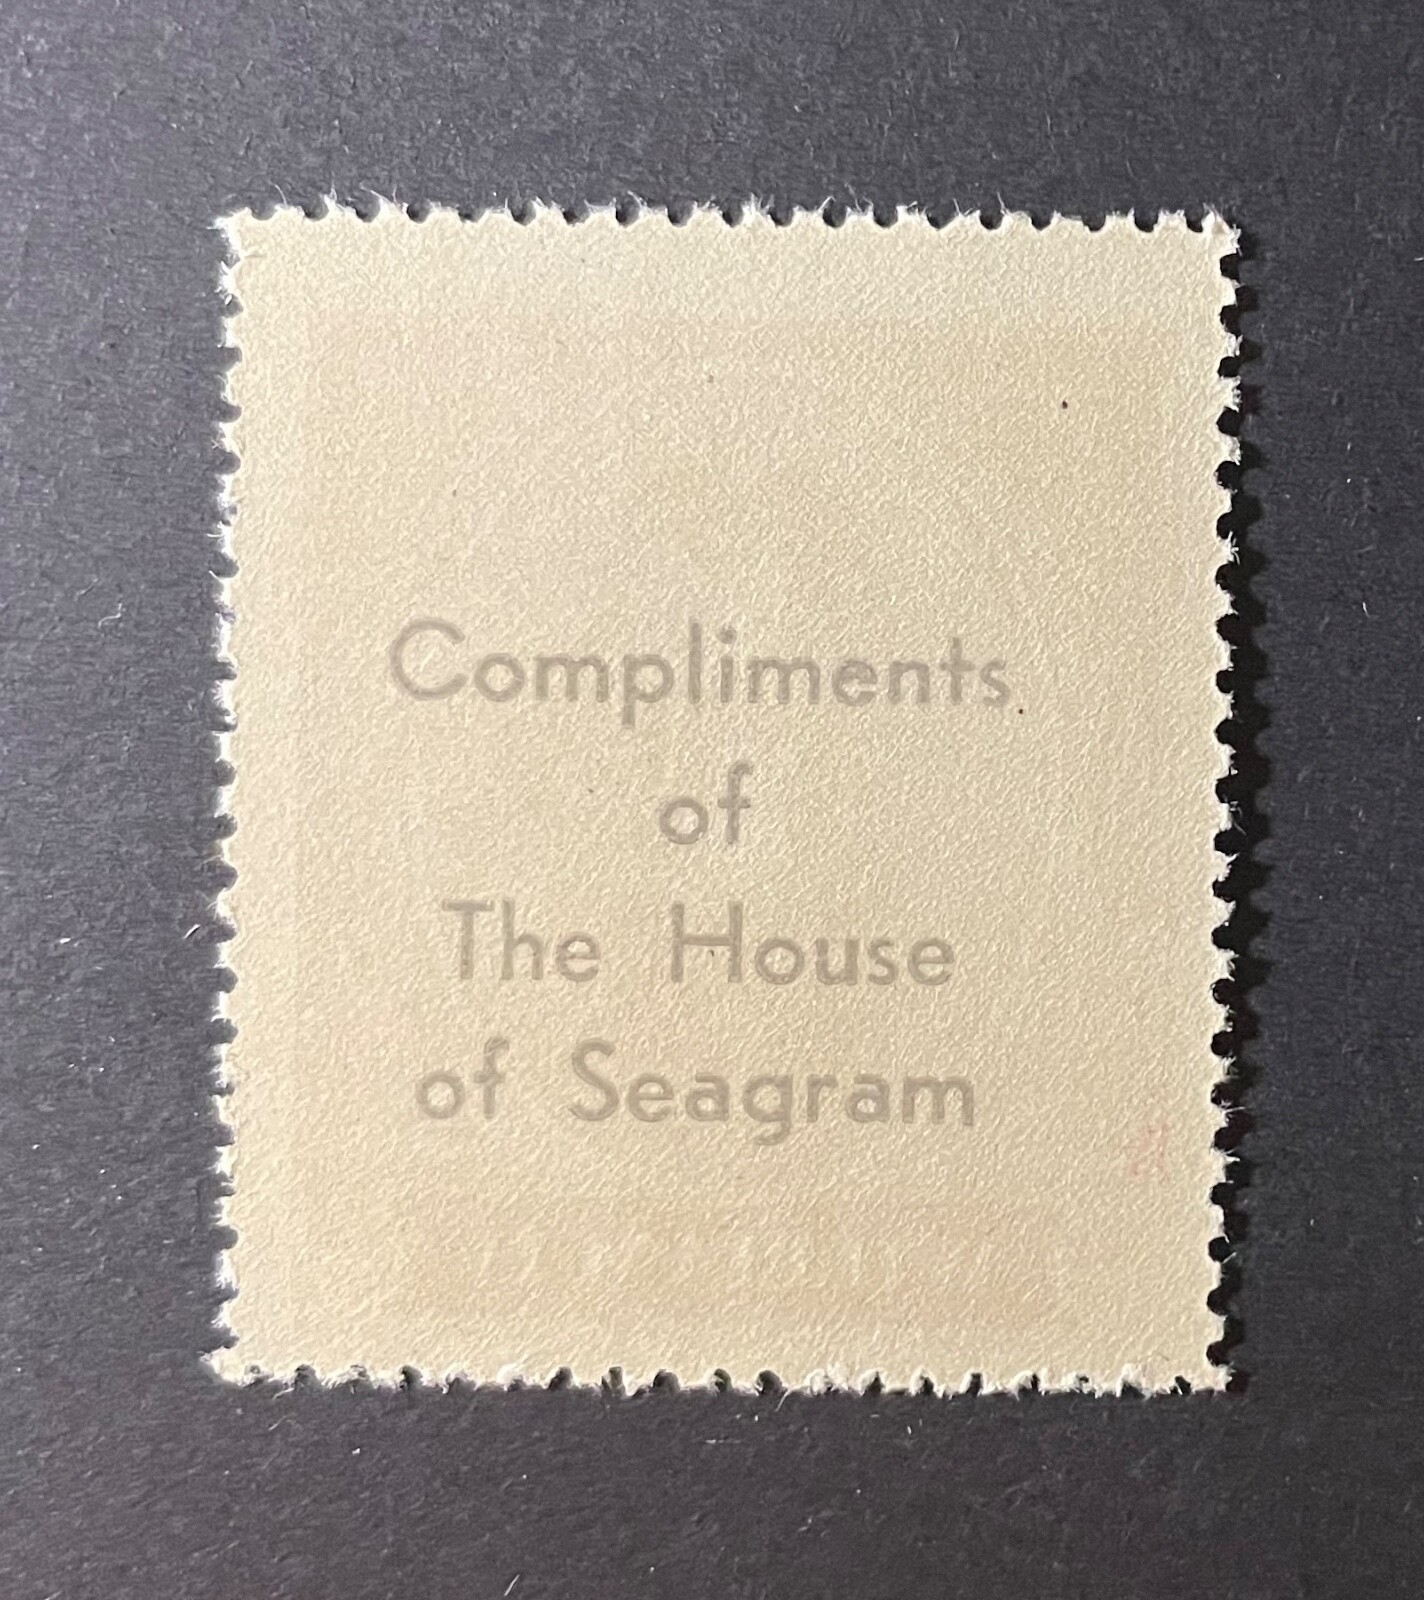 Compliments
of
The House
of Seagram